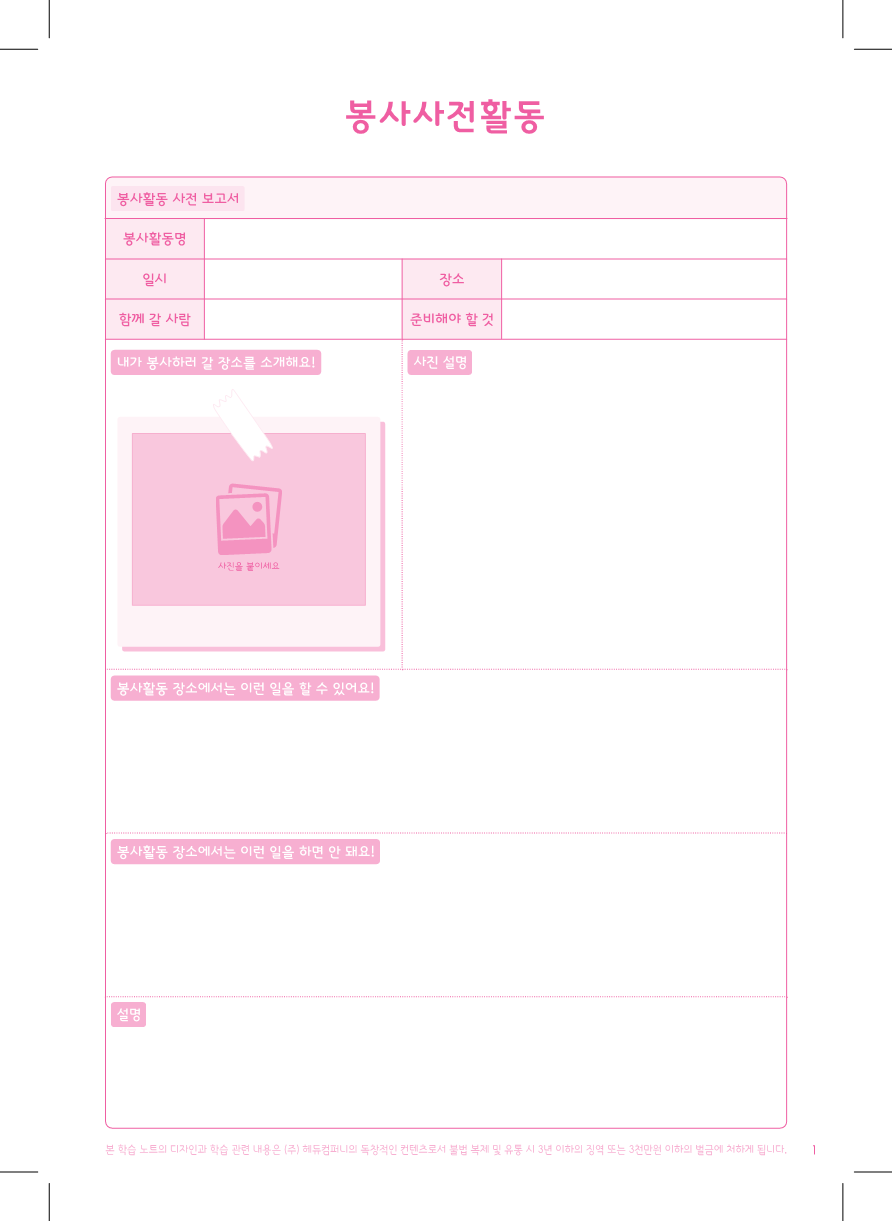 봉사사전활동
봉사활동 사전 보고서
봉사활동명
일시
장소
함께 갈 사람
준비해야 할 것
내가 봉사하러 갈 장소를 소개해요!
사진 설명
사진을 붙이세요
봉사활동 장소에서는 이런 일을 할 수 있어요!
봉사활동 장소에서는 이런 일을 하면 안 돼요!
설명
본 학습 노트의 디자인과 학습 관련 내용은 (주) 헤듀컴퍼니의 독창적인 컨텐츠로서 불법 복제 및 유통 시 3년 이하의 징역 또는 3천만원 이하의 벌금에 처하게 됩니다.
1